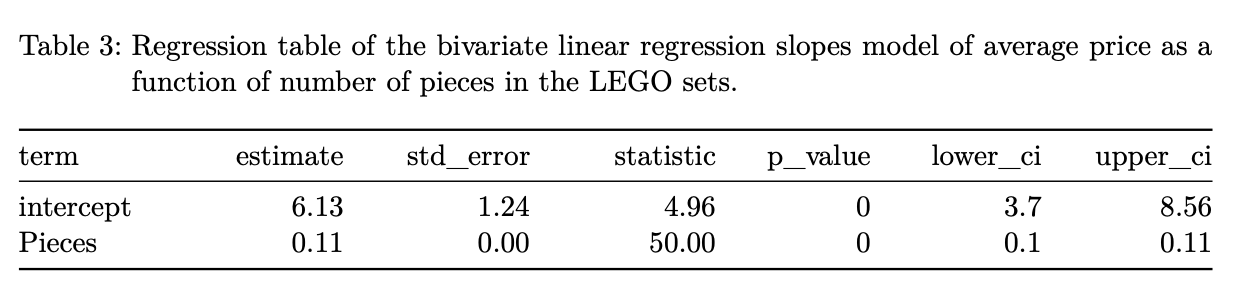 Table 3: Regression table of the bivariate linear regression slopes model of average price as a
function of number of pieces in the LEGO sets.
term estimate std_error statistic p_value lower_ci upper_ci
intercept 6.13 1.24 4.96 0 3.7 8.56
Pieces 0.11 0.00 50.00 0 0.1 0.11